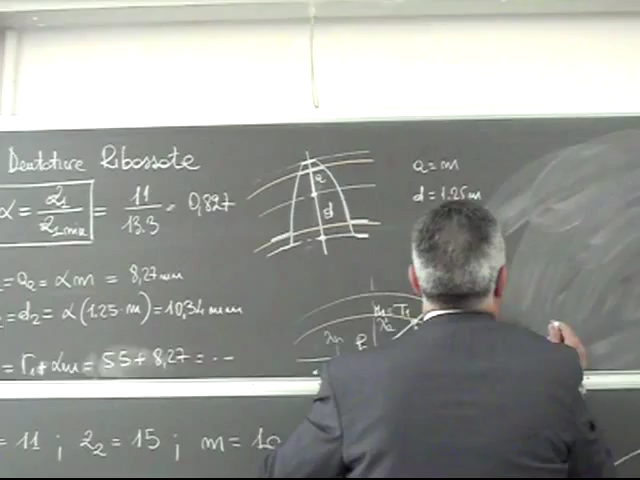 Dentature Ribassate
α = z₁ / z₁min = 11 / 13.3 = 0,827
= a₂ = αm = 8,27 mm
= d₂ = α(1.25·m) = 10,34 mm
= r₁ + αm = 55 + 8,27 = ...
a
d
a = m
d = 1.25 m
= 11 ; z₂ = 15 ; m = 10